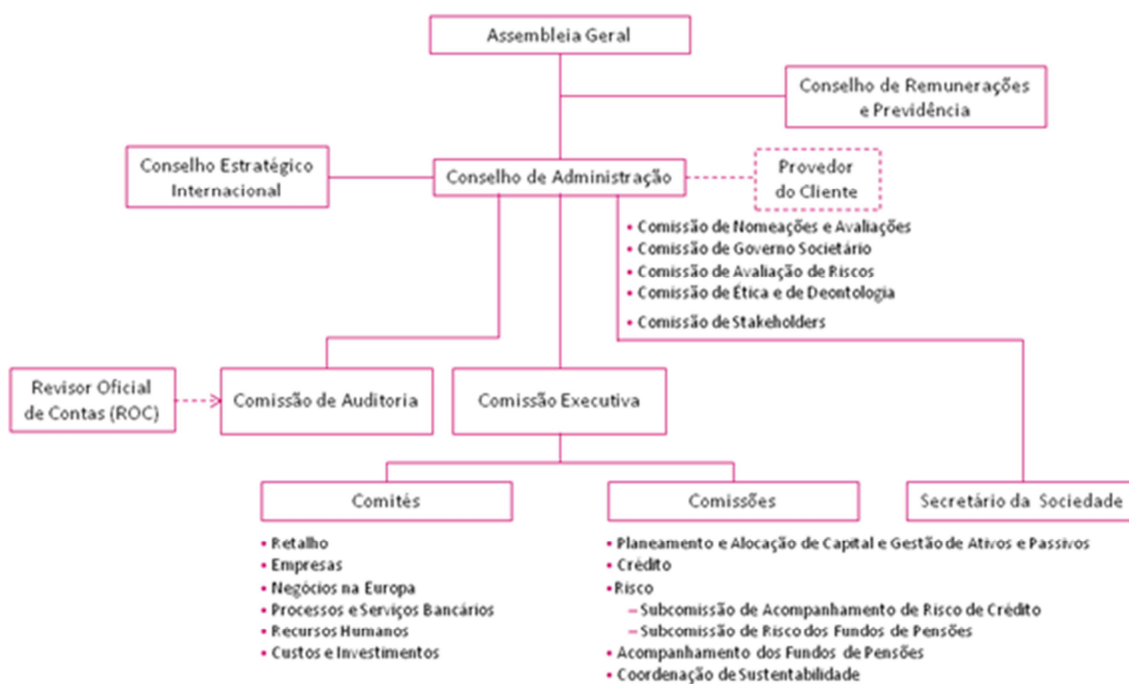 Assembleia Geral
Conselho de Remunerações
e Previdência
Conselho Estratégico
Internacional
Conselho de Administração
Provedor
do Cliente
• Comissão de Nomeações e Avaliações
• Comissão de Governo Societário
• Comissão de Avaliação de Riscos
• Comissão de Ética e de Deontologia
• Comissão de Stakeholders
Revisor Oficial
de Contas (ROC)
Comissão de Auditoria
Comissão Executiva
Comités
• Retalho
• Empresas
• Negócios na Europa
• Processos e Serviços Bancários
• Recursos Humanos
• Custos e Investimentos
Comissões
• Planeamento e Alocação de Capital e Gestão de Ativos e Passivos
• Crédito
• Risco
– Subcomissão de Acompanhamento de Risco de Crédito
– Subcomissão de Risco dos Fundos de Pensões
• Acompanhamento dos Fundos de Pensões
• Coordenação de Sustentabilidade
Secretário da Sociedade